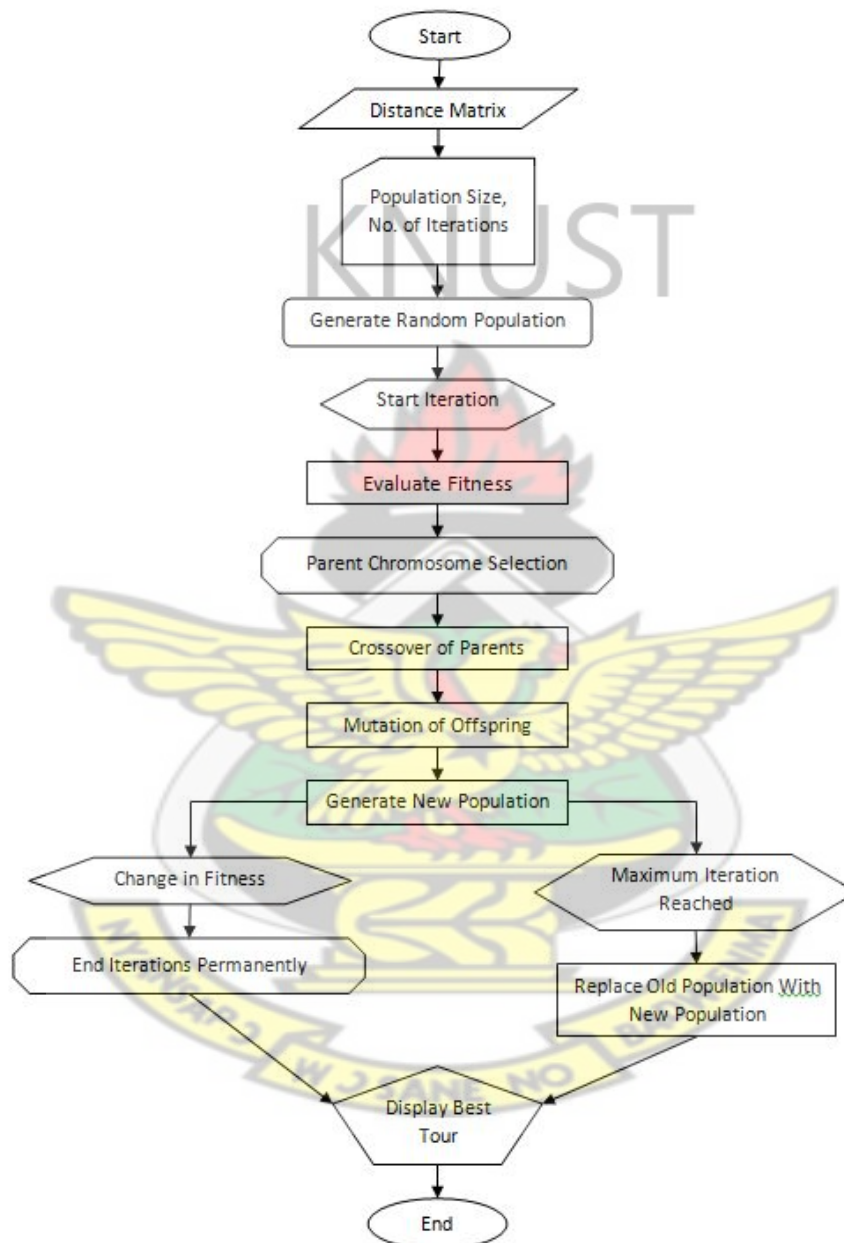 Start
Distance Matrix
KNUST
Population Size,
No. of Iterations
Generate Random Population
Start Iteration
Evaluate Fitness
Parent Chromosome Selection
Crossover of Parents
Mutation of Offspring
Generate New Population
Change in Fitness
Maximum Iteration
Reached
End Iterations Permanently
Replace Old Population With
New Population
W Ɔ SANE NO
Display Best
Tour
End